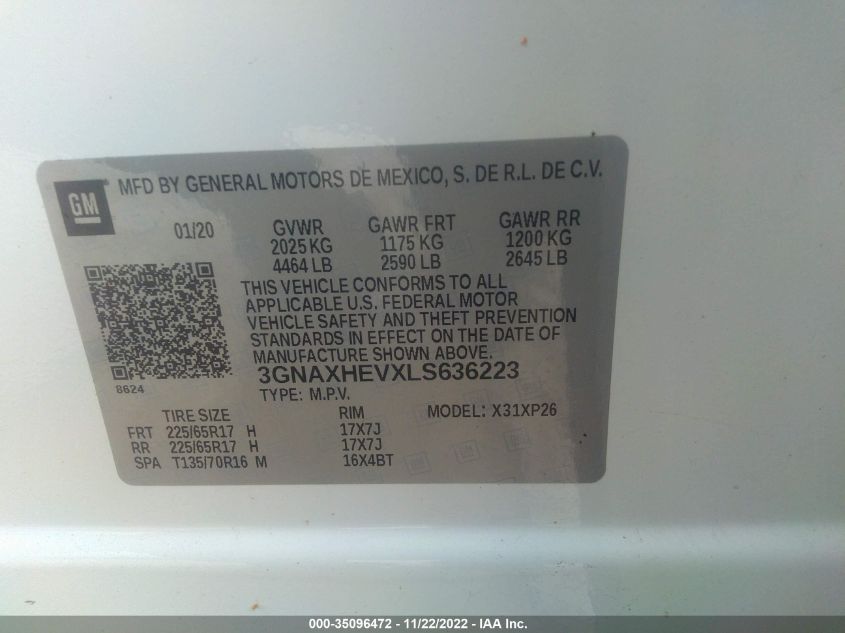 GM
MFD BY GENERAL MOTORS DE MEXICO, S. DE R.L. DE C.V.
01/20 GVWR GAWR FRT GAWR RR
2025 KG 1175 KG 1200 KG
4464 LB 2590 LB 2645 LB
THIS VEHICLE CONFORMS TO ALL
APPLICABLE U.S. FEDERAL MOTOR
VEHICLE SAFETY AND THEFT PREVENTION
STANDARDS IN EFFECT ON THE DATE OF
MANUFACTURE SHOWN ABOVE.
8624
3GNAXHEVXLS636223
TYPE: M.P.V.
TIRE SIZE RIM MODEL: X31XP26
FRT 225/65R17 H 17X7J
RR 225/65R17 H 17X7J
SPA T135/70R16 M 16X4BT
000-35096472 - 11/22/2022 - IAA Inc.